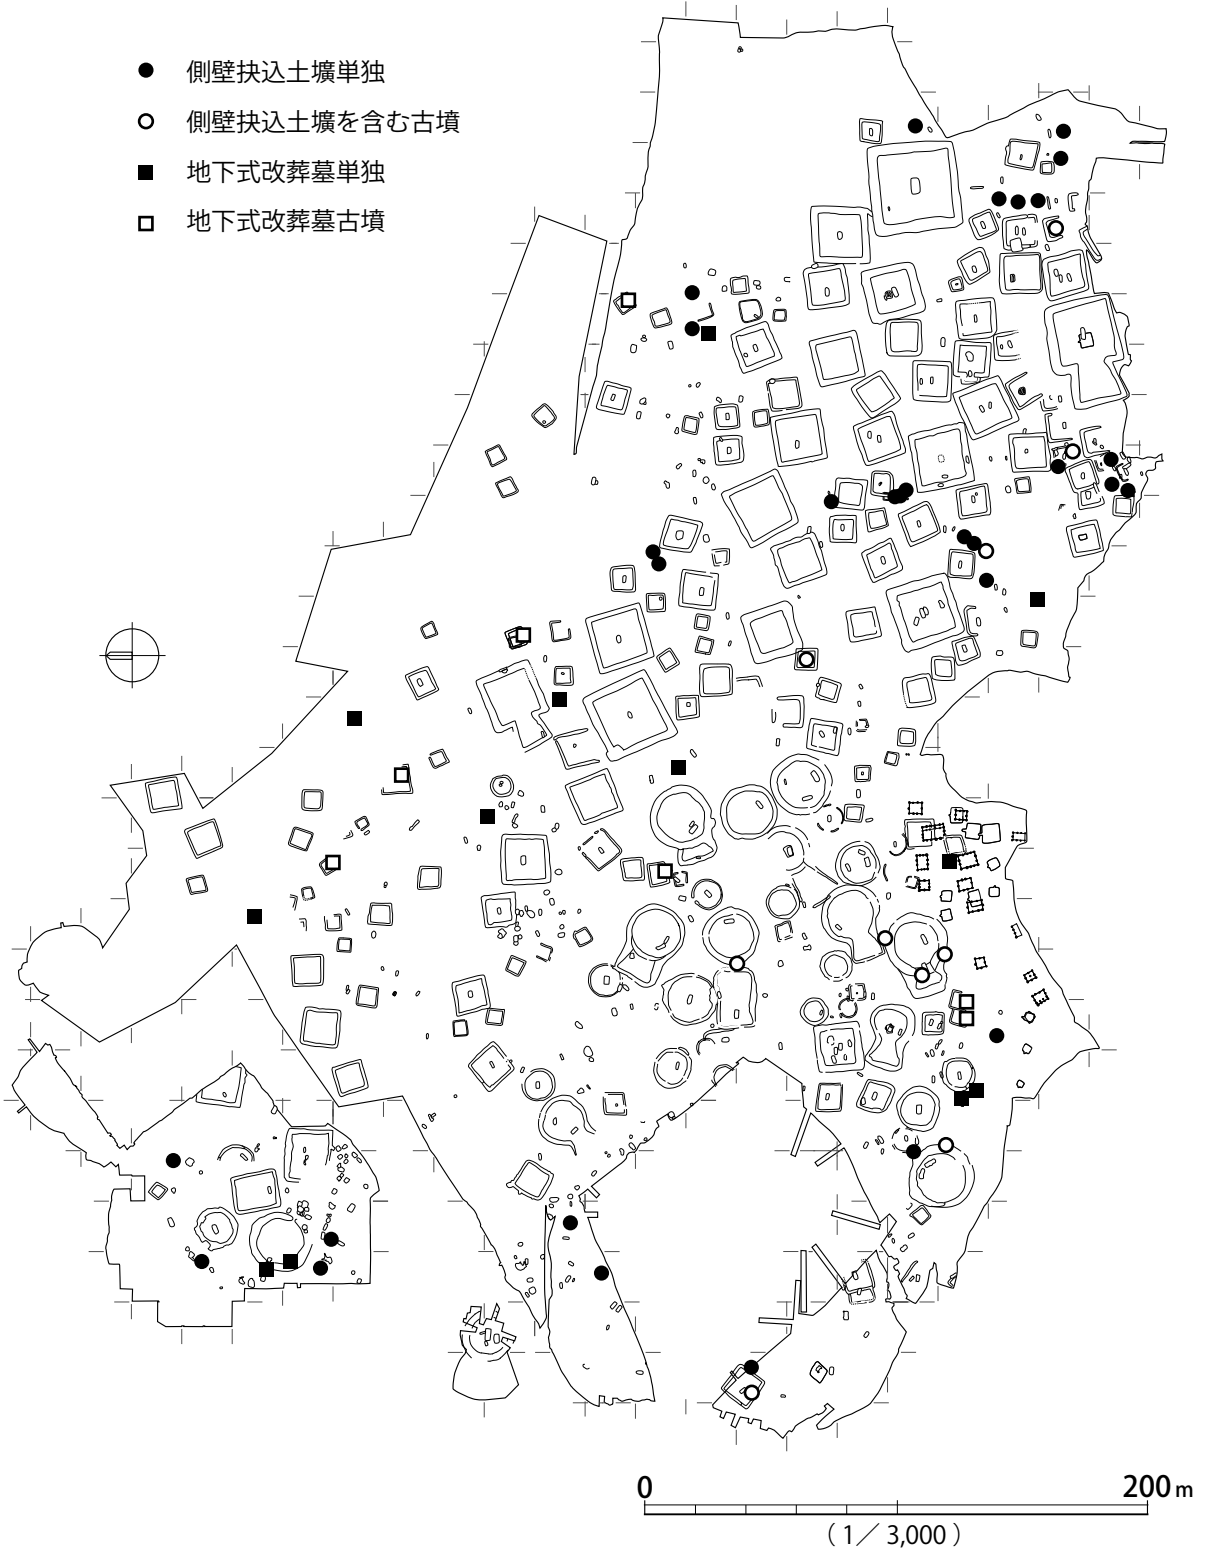 側壁抉込土壙単独
側壁抉込土壙を含む古墳
地下式改葬墓単独
地下式改葬墓古墳
0 200 m
（ 1／ 3,000 ）